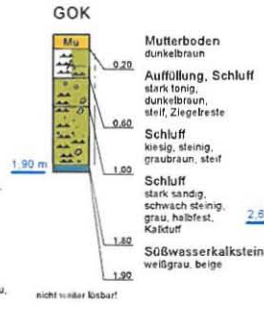 GOK
Mu
Mutterboden
dunkelbraun
0,20
Auffüllung, Schluff
stark tonig,
dunkelbraun,
steif, Ziegelreste
0,60
Schluff
kiesig, steinig,
graubraun, steif
1,90 m
1,00
Schluff
stark sandig,
schwach steinig,
grau, halbfest,
Kalktuff
2,6
1,80
Süßwasserkalkstein
weißgrau, beige
1,90
u,
nicht weiter lösbar!